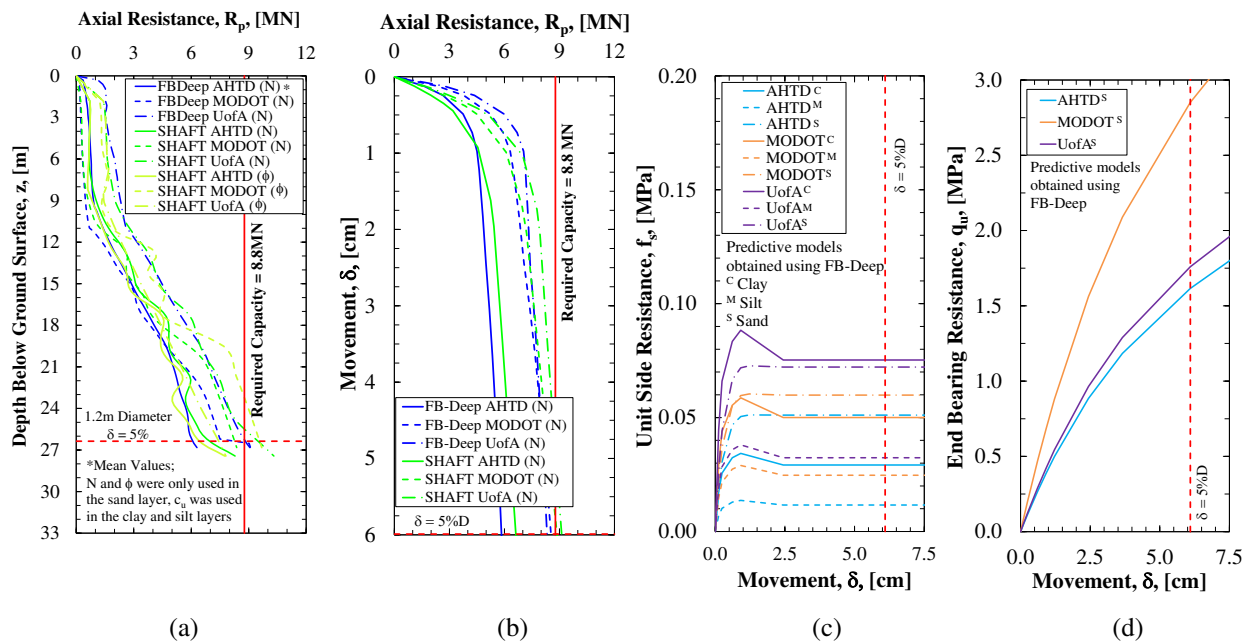 Axial Resistance, Rp, [MN]
0 3 6 9 12
Depth Below Ground Surface, z, [m]
0
3
6
9
12
15
18
21
24
27
30
33
FBDeep AHTD (N) *
FBDeep MODOT (N)
FBDeep UofA (N)
SHAFT AHTD (N)
SHAFT MODOT (N)
SHAFT UofA (N)
SHAFT AHTD (ϕ)
SHAFT MODOT (ϕ)
SHAFT UofA (ϕ)
Required Capacity = 8.8MN
1.2m Diameter
δ = 5%
*Mean Values;
N and ϕ were only used in
the sand layer, cu was used
in the clay and silt layers
(a)
Axial Resistance, Rp, [MN]
0 3 6 9 12
Movement, δ, [cm]
0
1
2
3
4
5
6
Required Capacity = 8.8 MN
FB-Deep AHTD (N)
FB-Deep MODOT (N)
FB-Deep UofA (N)
SHAFT AHTD (N)
SHAFT MODOT (N)
SHAFT UofA (N)
δ = 5%D
(b)
Unit Side Resistance, fs, [MPa]
0.20
0.15
0.10
0.05
0.00
AHTD C
AHTD M
AHTD S
MODOT C
MODOT M
MODOT S
UofA C
UofA M
UofA S
Predictive models
obtained using FB-Deep
C Clay
M Silt
S Sand
δ = 5%D
0.0 2.5 5.0 7.5
Movement, δ, [cm]
(c)
End Bearing Resistance, qu, [MPa]
3.0
2.5
2.0
1.5
1.0
0.5
0.0
AHTD S
MODOT S
UofA S
Predictive models
obtained using
FB-Deep
δ = 5%D
0.0 2.5 5.0 7.5
Movement, δ, [cm]
(d)